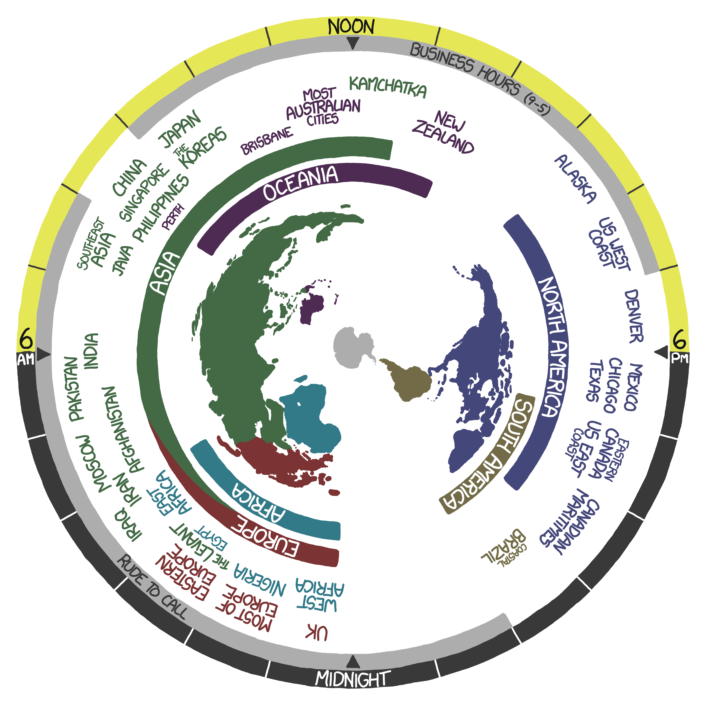 NOON
BUSINESS HOURS (9-5)
KAMCHATKA
MOST
AUSTRALIAN
CITIES
BRISBANE
NEW
ZEALAND
JAPAN
THE
KOREAS
CHINA
SINGAPORE
PHILIPPINES
PERTH
SOUTHEAST
ASIA
JAVA
ALASKA
US WEST
COAST
DENVER
OCEANIA
ASIA
NORTH AMERICA
6
AM
6
PM
INDIA
PAKISTAN
AFGHANISTAN
MOSCOW
IRAN
IRAQ
MEXICO
CHICAGO
TEXAS
EASTERN
CANADA
US EAST
COAST
CANADIAN
MARITIMES
SOUTH AMERICA
COASTAL
BRAZIL
EAST
AFRICA
AFRICA
EUROPE
EGYPT
THE LEVANT
EASTERN
EUROPE
NIGERIA
MOST OF
EUROPE
WEST
AFRICA
UK
RUDE TO CALL
MIDNIGHT